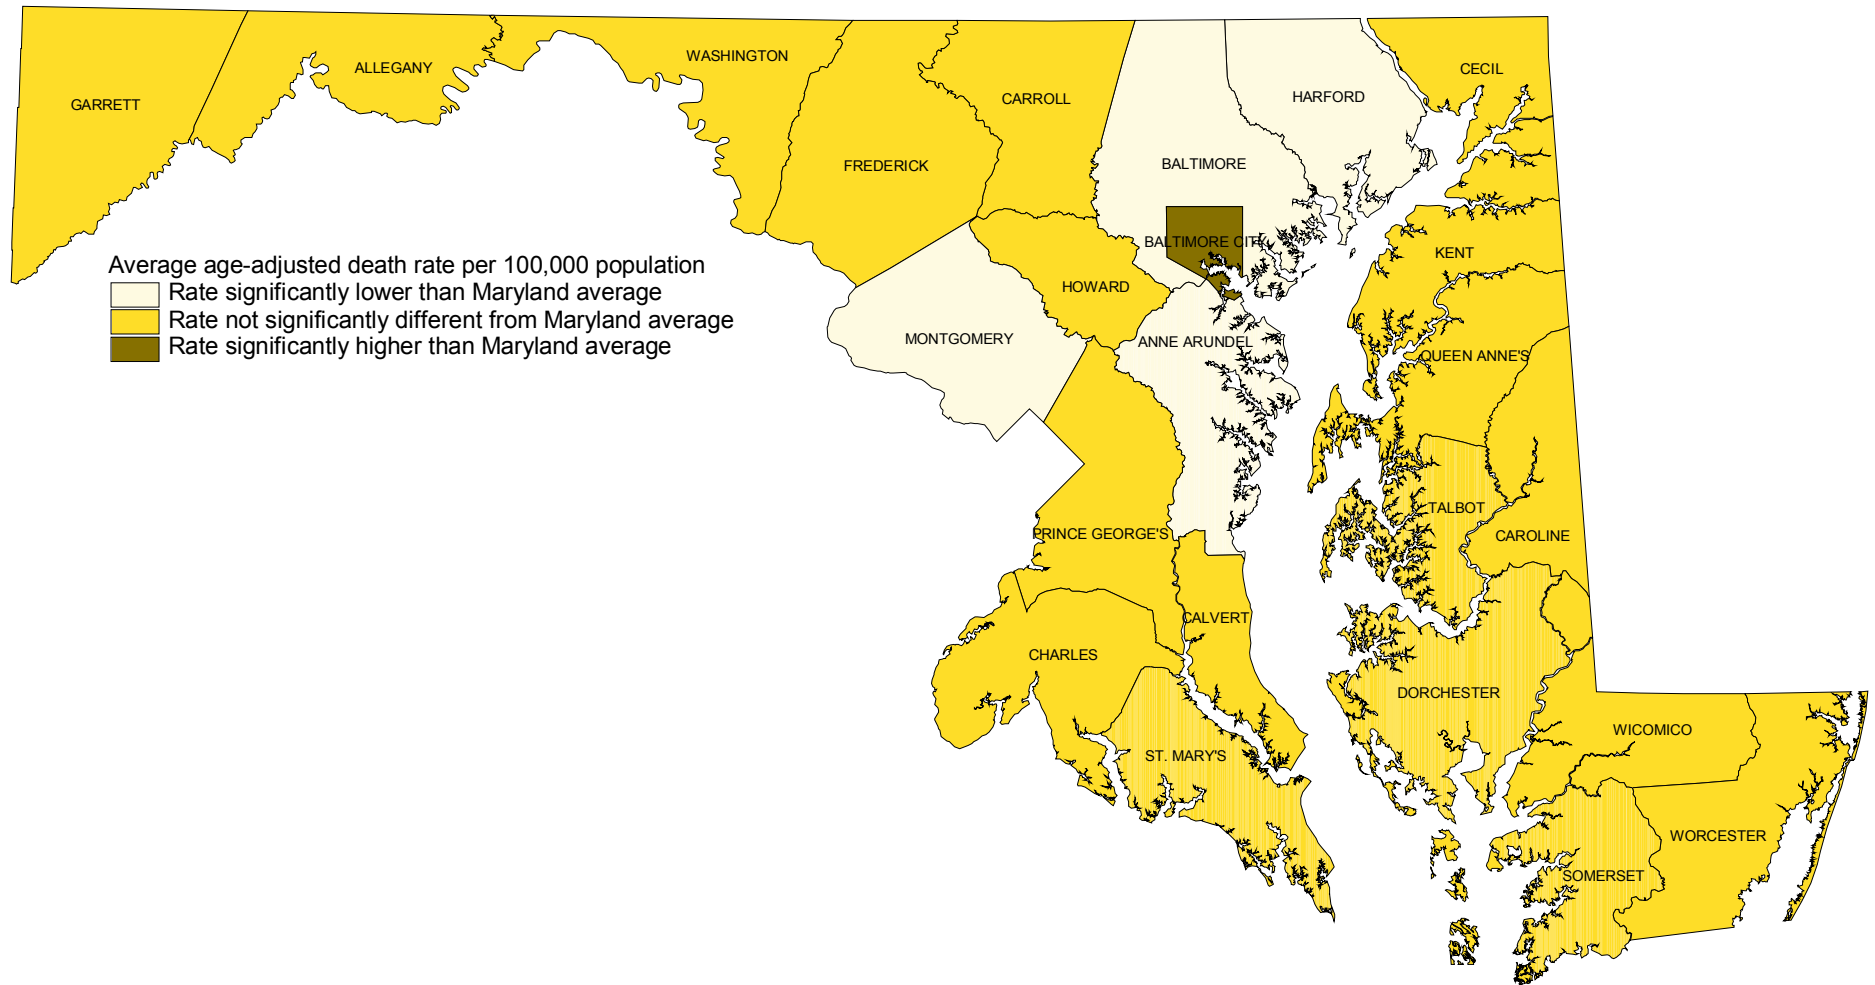 WASHINGTON
ALLEGANY
CECIL
GARRETT
CARROLL
HARFORD
FREDERICK
BALTIMORE
BALTIMORE CITY
KENT
Average age-adjusted death rate per 100,000 population
Rate significantly lower than Maryland average
Rate not significantly different from Maryland average
Rate significantly higher than Maryland average
HOWARD
MONTGOMERY
ANNE ARUNDEL
QUEEN ANNE'S
TALBOT
PRINCE GEORGE'S
CAROLINE
CALVERT
CHARLES
DORCHESTER
WICOMICO
ST. MARY'S
WORCESTER
SOMERSET